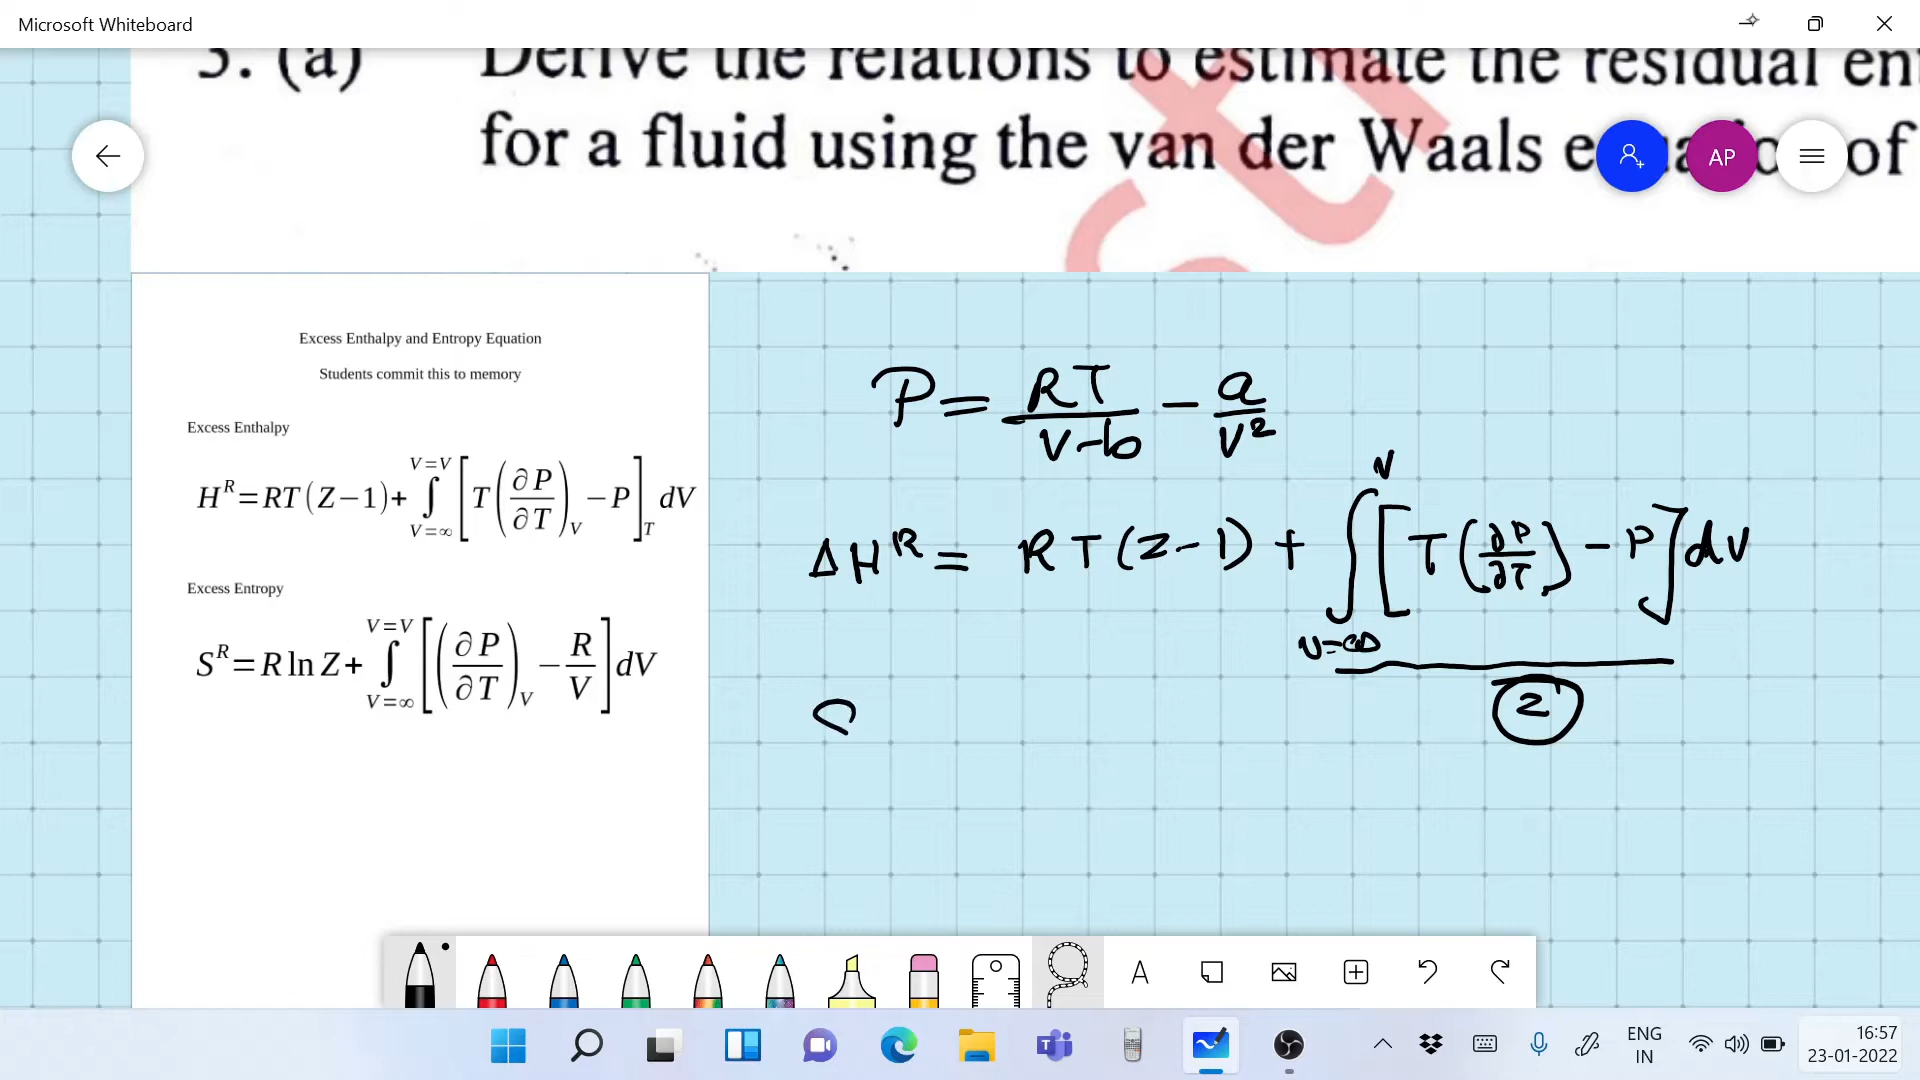 Microsoft Whiteboard
3. (a) Derive the relations to estimate the residual en
for a fluid using the van der Waals e of
AP
Excess Enthalpy and Entropy Equation
Students commit this to memory
Excess Enthalpy
H^R=RT(Z−1)+∫_{V=∞}^{V=V}[T(∂P/∂T)_V−P]_T dV
Excess Entropy
S^R=R ln Z+∫_{V=∞}^{V=V}[(∂P/∂T)_V−R/V]dV
P = RT/(V-b) − a/V²
ΔH^R = RT(Z-1) + ∫_{V=∞}^{V}[T(∂P/∂T) − P]dV
2
A
T
ENG
IN
16:57
23-01-2022